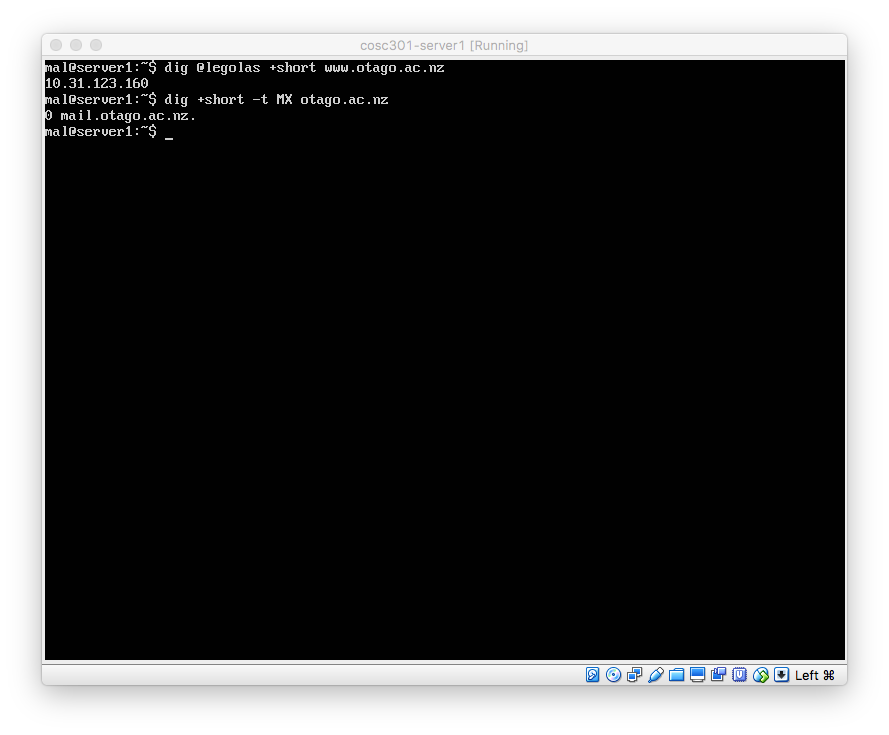 cosc301-server1 [Running]
mal@server1:~$ dig @legolas +short www.otago.ac.nz
10.31.123.160
mal@server1:~$ dig +short -t MX otago.ac.nz
0 mail.otago.ac.nz.
mal@server1:~$ _
Left ⌘